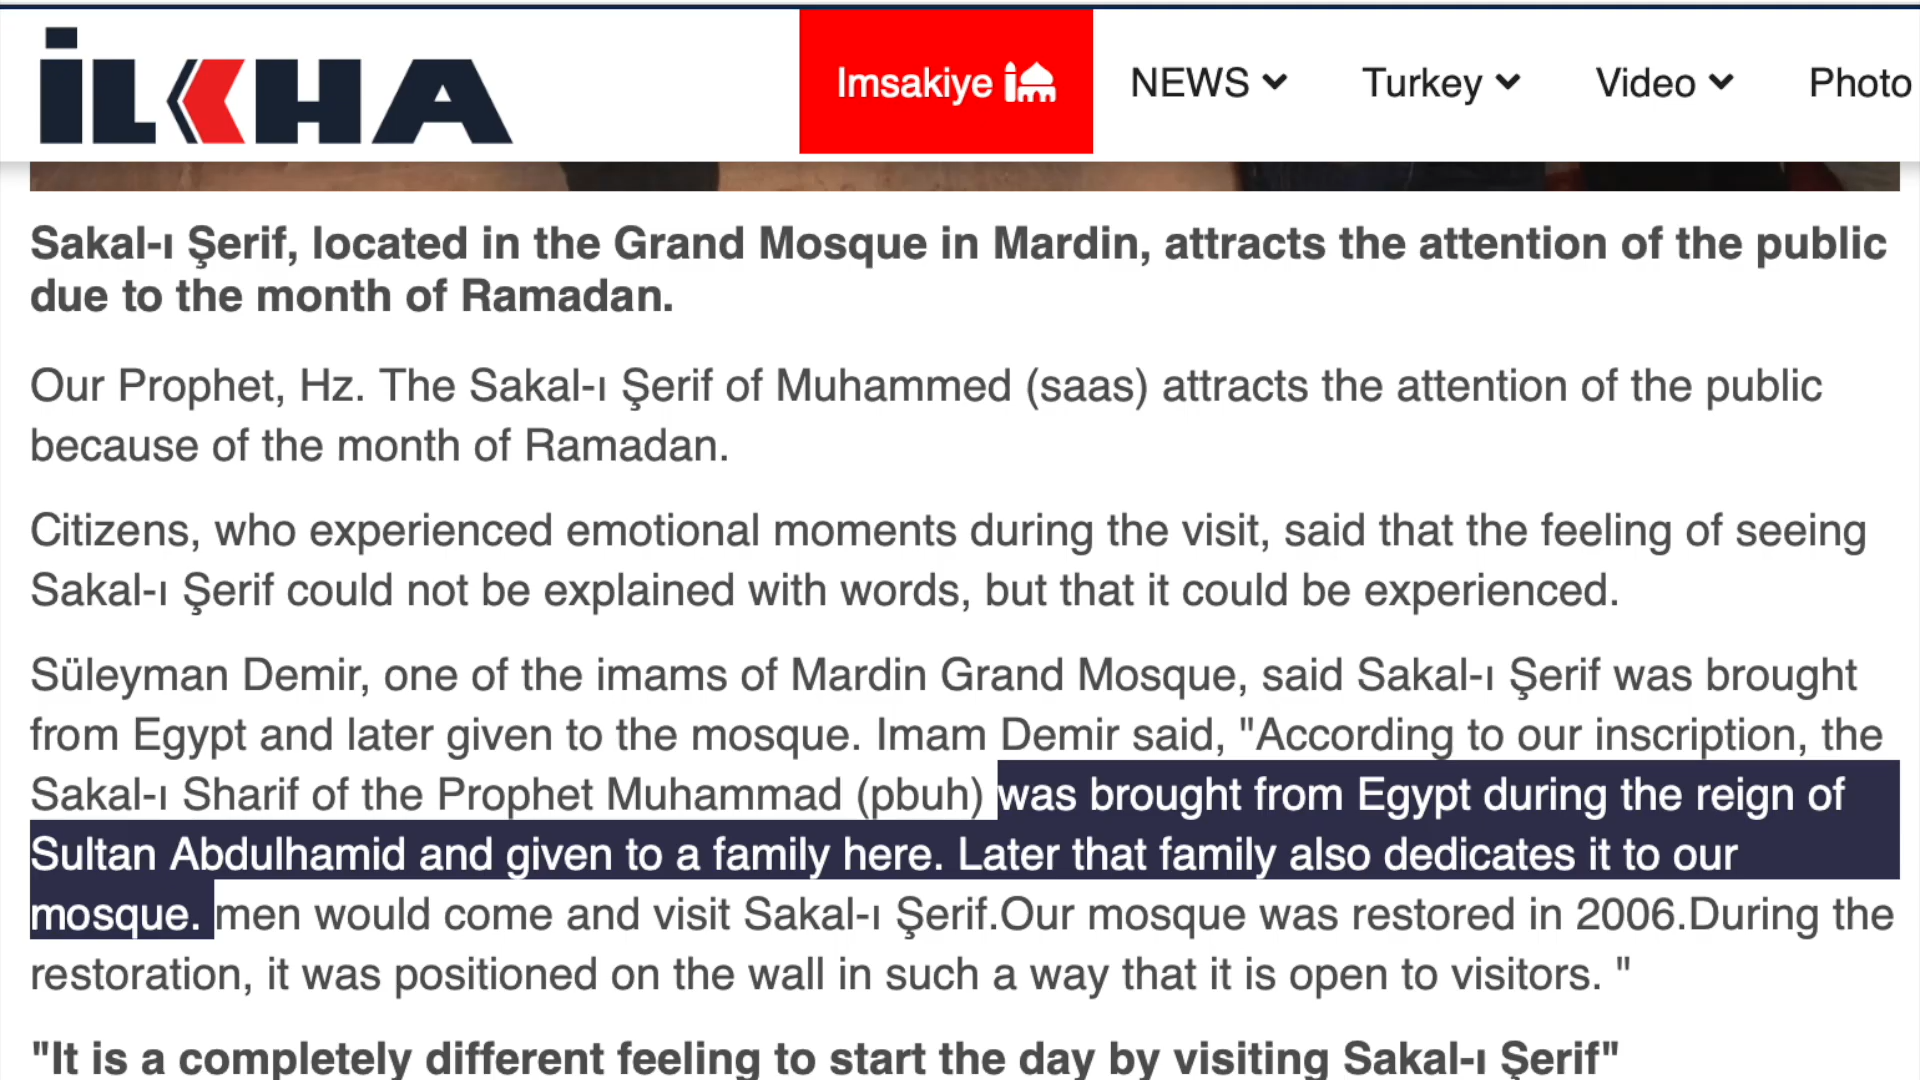 İLKHA
Imsakiye NEWS Turkey Video Photo
Sakal-ı Şerif, located in the Grand Mosque in Mardin, attracts the attention of the public
due to the month of Ramadan.
Our Prophet, Hz. The Sakal-ı Şerif of Muhammed (saas) attracts the attention of the public
because of the month of Ramadan.
Citizens, who experienced emotional moments during the visit, said that the feeling of seeing
Sakal-ı Şerif could not be explained with words, but that it could be experienced.
Süleyman Demir, one of the imams of Mardin Grand Mosque, said Sakal-ı Şerif was brought
from Egypt and later given to the mosque. Imam Demir said, "According to our inscription, the
Sakal-ı Sharif of the Prophet Muhammad (pbuh) was brought from Egypt during the reign of
Sultan Abdulhamid and given to a family here. Later that family also dedicates it to our
mosque. men would come and visit Sakal-ı Şerif.Our mosque was restored in 2006.During the
restoration, it was positioned on the wall in such a way that it is open to visitors. "
"It is a completely different feeling to start the day by visiting Sakal-ı Şerif"